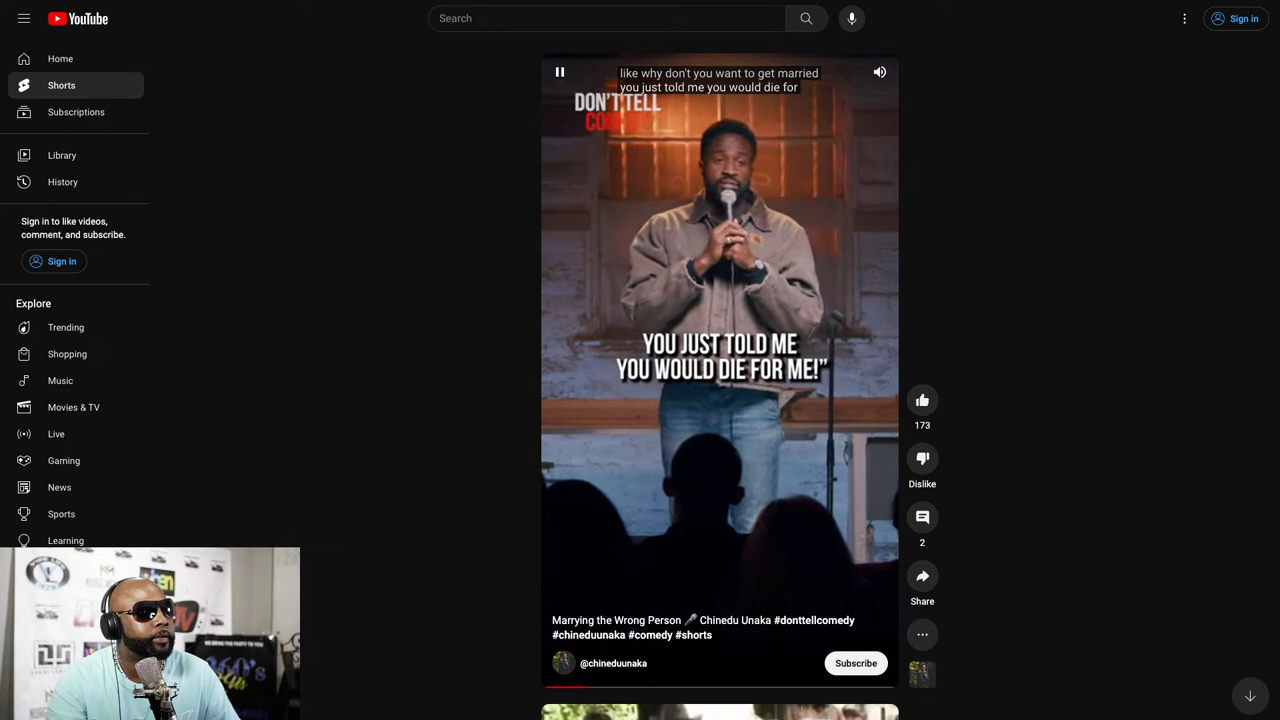 YouTube
Search
Sign in
Home
Shorts
Subscriptions
Library
History
Sign in to like videos,
comment, and subscribe.
Sign in
Explore
Trending
Shopping
Music
Movies & TV
Live
Gaming
News
Sports
Learning
like why don't you want to get married
you just told me you would die for
DON'T TELL
YOU JUST TOLD ME
YOU WOULD DIE FOR ME!"
173
Dislike
2
Share
Marrying the Wrong Person 🎤 Chinedu Unaka #donttellcomedy
#chineduunaka #comedy #shorts
@chineduunaka
Subscribe